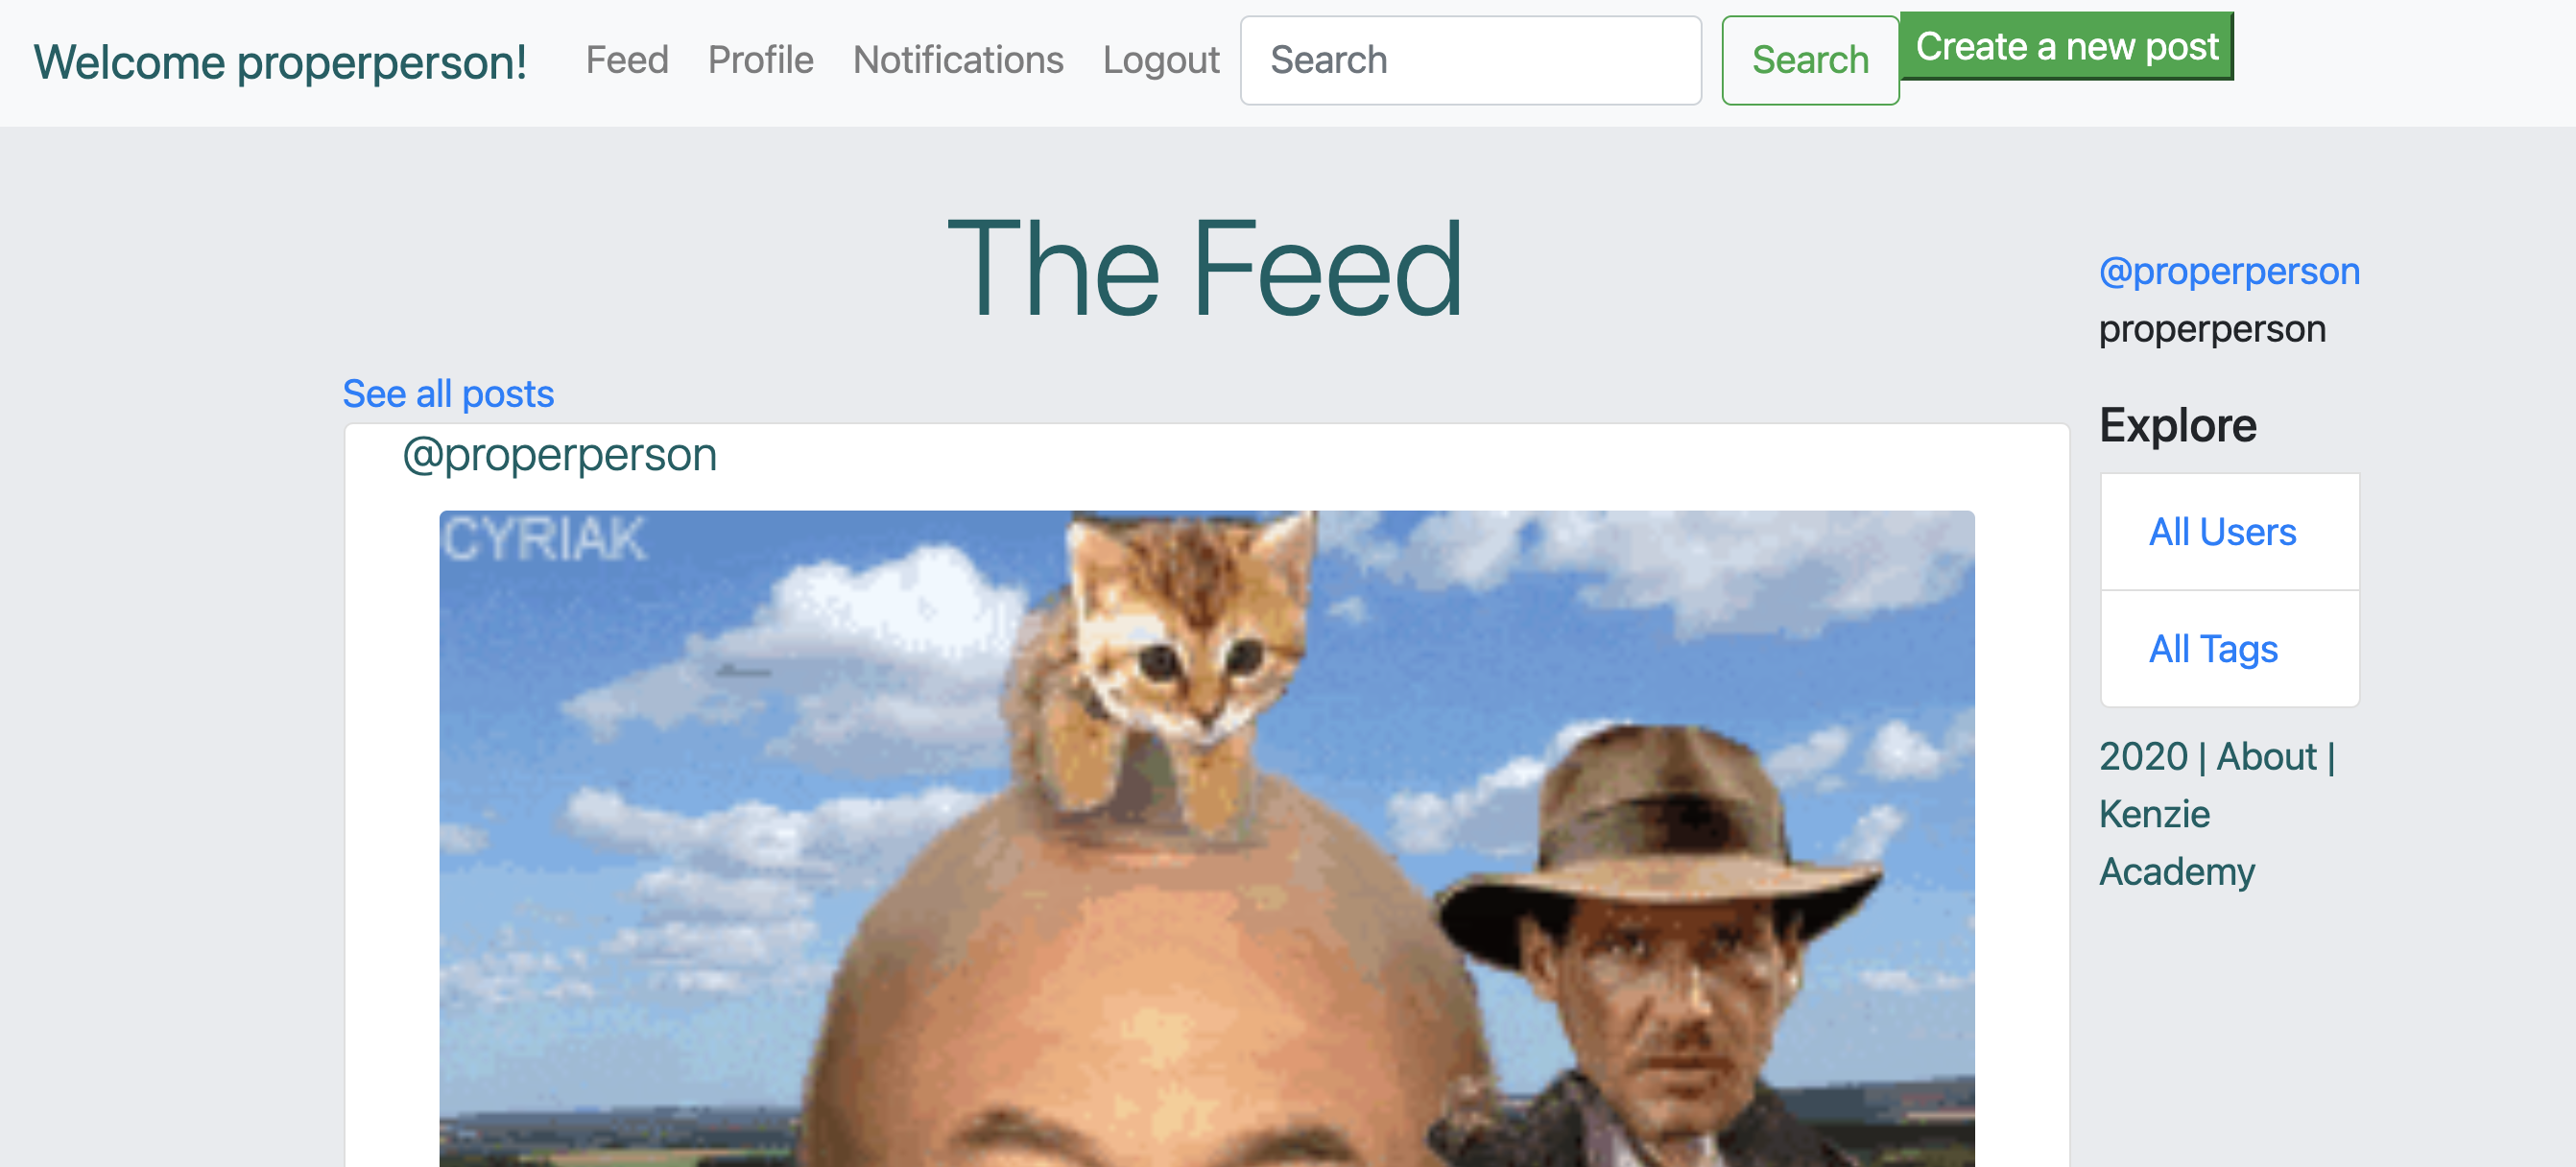 Welcome properperson! Feed Profile Notifications Logout Search Search Create a new post
The Feed
See all posts
@properperson
CYRIAK
@properperson
properperson
Explore
All Users
All Tags
2020 | About |
Kenzie
Academy